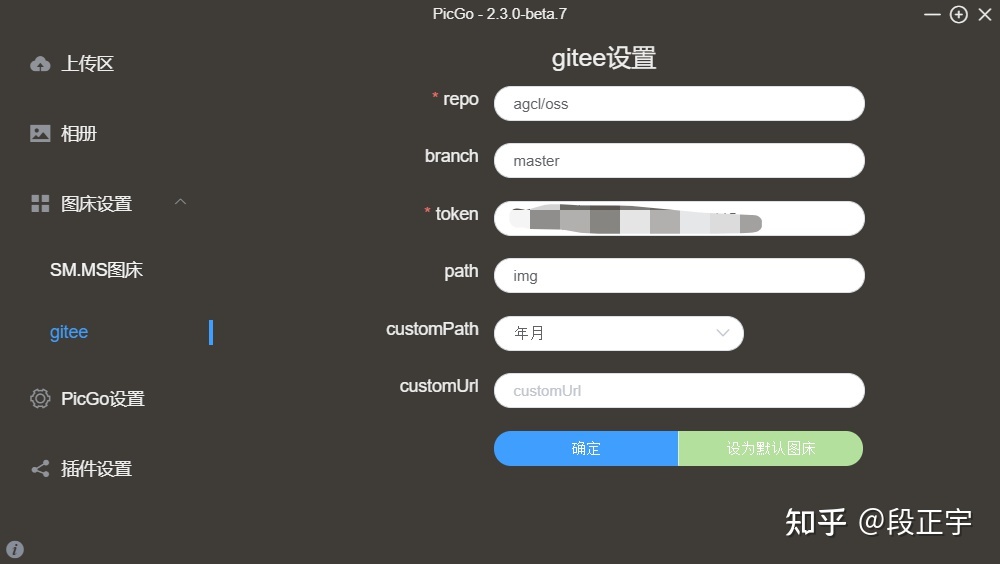 PicGo - 2.3.0-beta.7
上传区
相册
图床设置
SM.MS图床
gitee
PicGo设置
插件设置
gitee设置
* repo
agcl/oss
branch
master
* token
path
img
customPath
年月
customUrl
customUrl
确定
设为默认图床
知乎 @段正宇